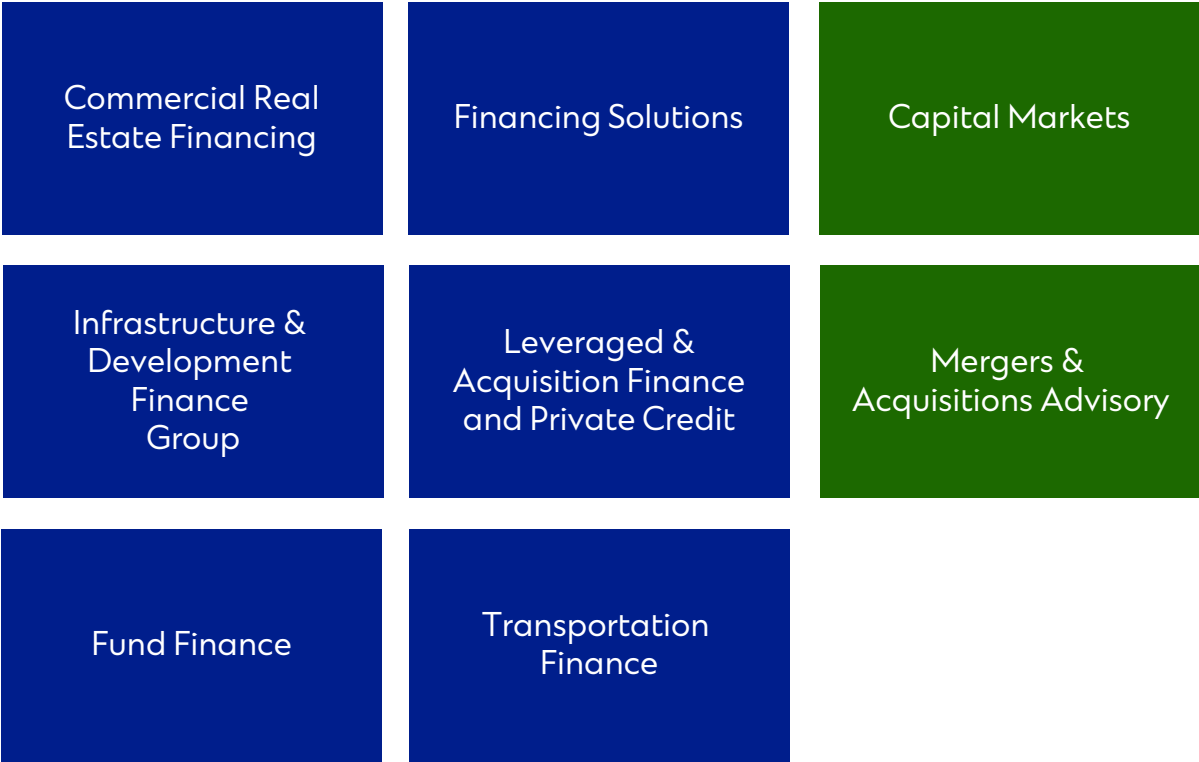 Commercial Real
Estate Financing
Financing Solutions
Capital Markets
Infrastructure &
Development
Finance
Group
Leveraged &
Acquisition Finance
and Private Credit
Mergers &
Acquisitions Advisory
Fund Finance
Transportation
Finance